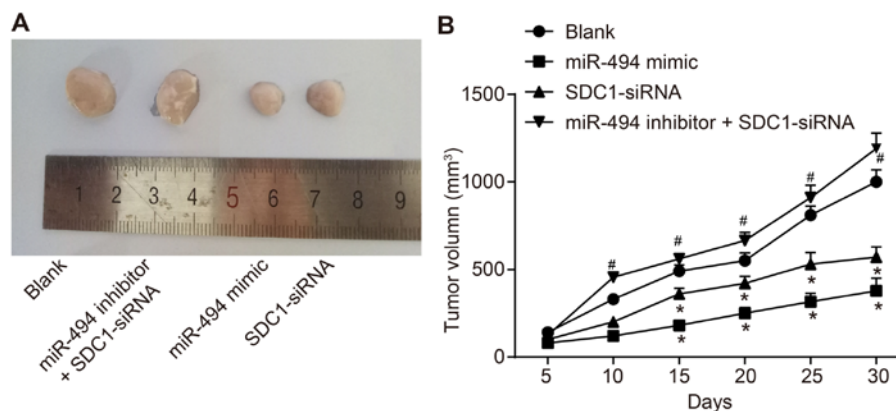 A
1 2 3 4 5 6 7 8 9
Blank
miR-494 inhibitor
+ SDC1-siRNA
miR-494 mimic
SDC1-siRNA
B
Blank
miR-494 mimic
SDC1-siRNA
miR-494 inhibitor + SDC1-siRNA
Tumor volumn (mm³)
1500
1000
500
0
# # # # #
* * * *
* * * *
5 10 15 20 25 30
Days